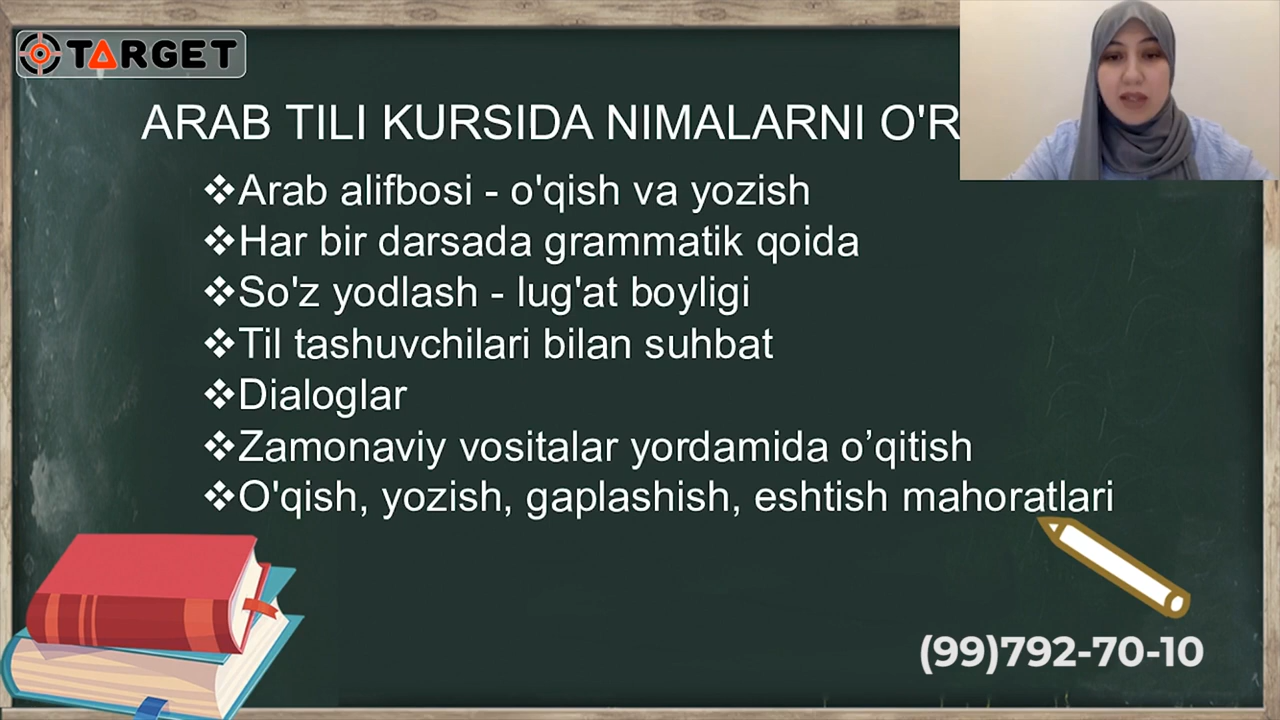 TARGET
ARAB TILI KURSIDA NIMALARNI
❖Arab alifbosi - o'qish va yozish
❖Har bir darsada grammatik qoida
❖So'z yodlash - lug'at boyligi
❖Til tashuvchilari bilan suhbat
❖Dialoglar
❖Zamonaviy vositalar yordamida o’qitish
❖O'qish, yozish, gaplashish, eshtish mahoratlari
(99)792-70-10